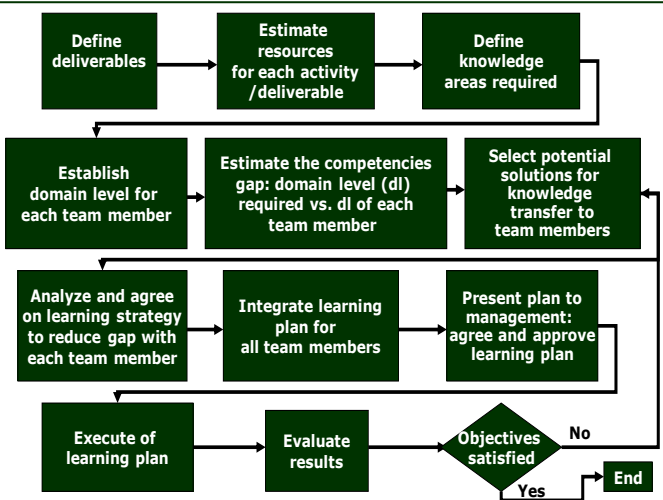 Define
deliverables
Estimate
resources
for each activity
/deliverable
Define
knowledge
areas required
Establish
domain level for
each team member
Estimate the competencies
gap: domain level (dl)
required vs. dl of each
team member
Select potential
solutions for
knowledge
transfer to
team members
Analyze and agree
on learning strategy
to reduce gap with
each team member
Integrate learning
plan for
all team members
Present plan to
management:
agree and approve
learning plan
Execute of
learning plan
Evaluate
results
Objectives
satisfied
No
Yes
End